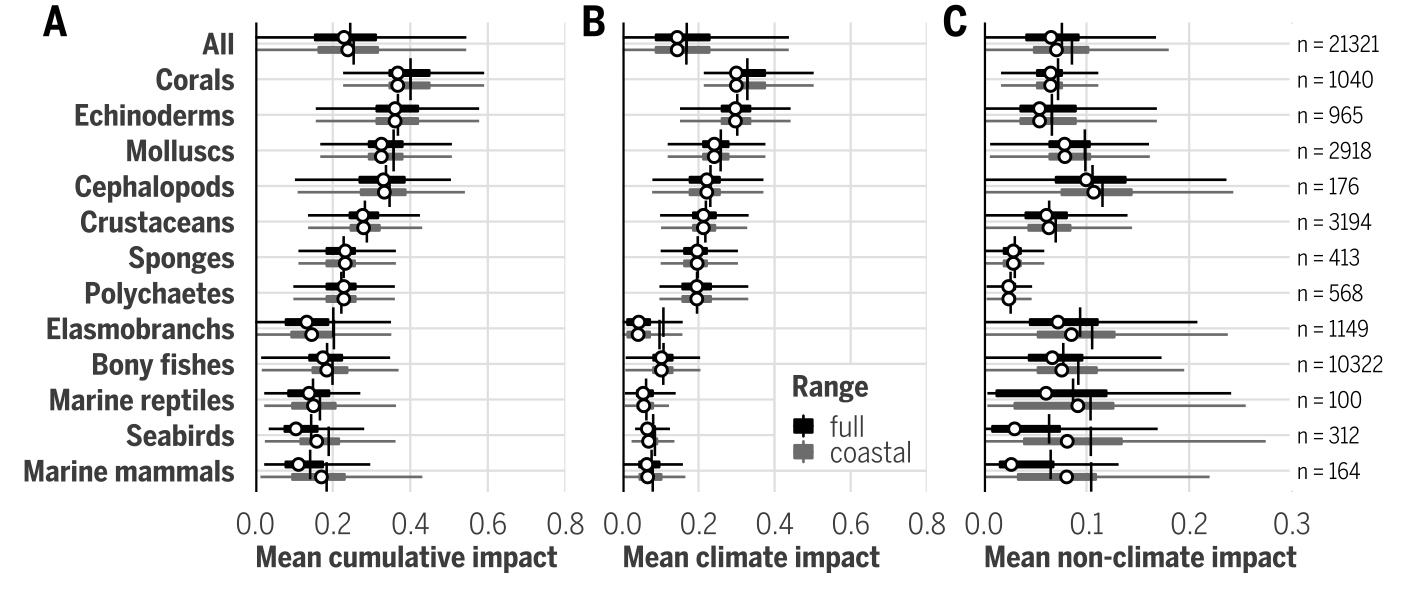 A
B
C
All
n = 21321
Corals
n = 1040
Echinoderms
n = 965
Molluscs
n = 2918
Cephalopods
n = 176
Crustaceans
n = 3194
Sponges
n = 413
Polychaetes
n = 568
Elasmobranchs
n = 1149
Bony fishes
n = 10322
Marine reptiles
n = 100
Seabirds
n = 312
Marine mammals
n = 164
Range
full
coastal
0.0 0.2 0.4 0.6 0.8
0.0 0.2 0.4 0.6 0.8
0.0 0.1 0.2 0.3
Mean cumulative impact
Mean climate impact
Mean non-climate impact